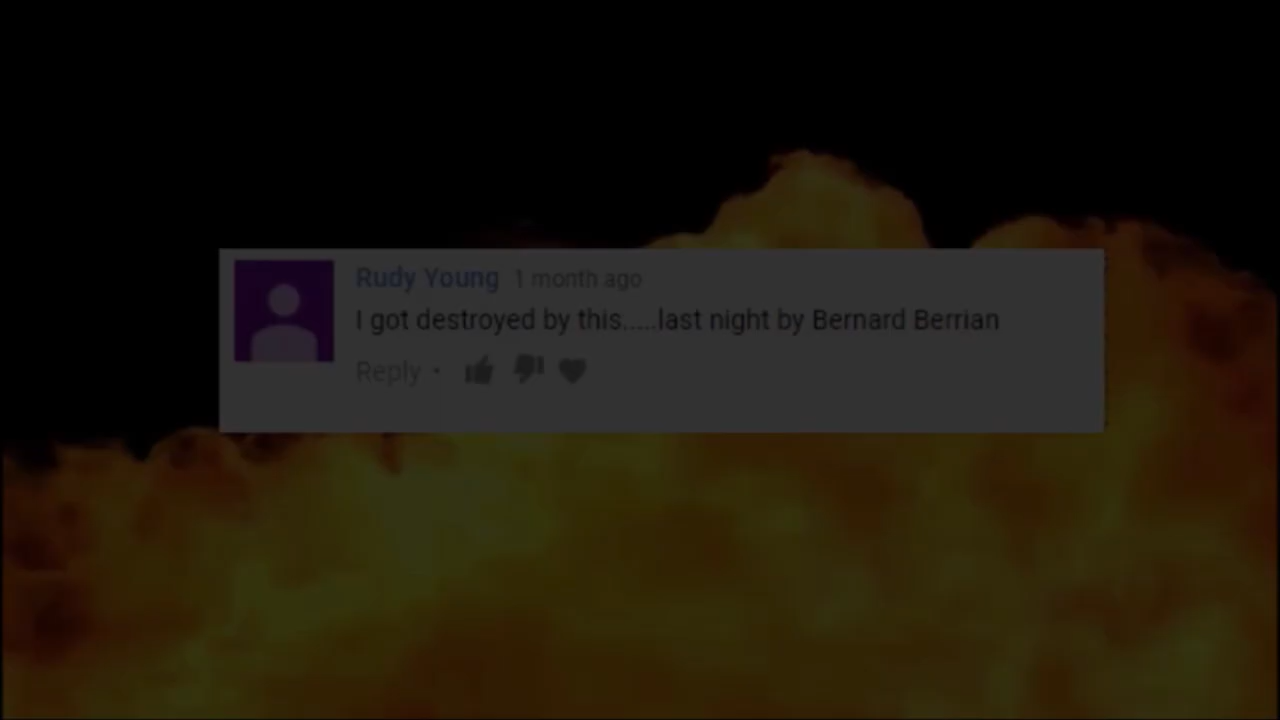 Rudy Young 1 month ago
I got destroyed by this.....last night by Bernard Berrian
Reply •